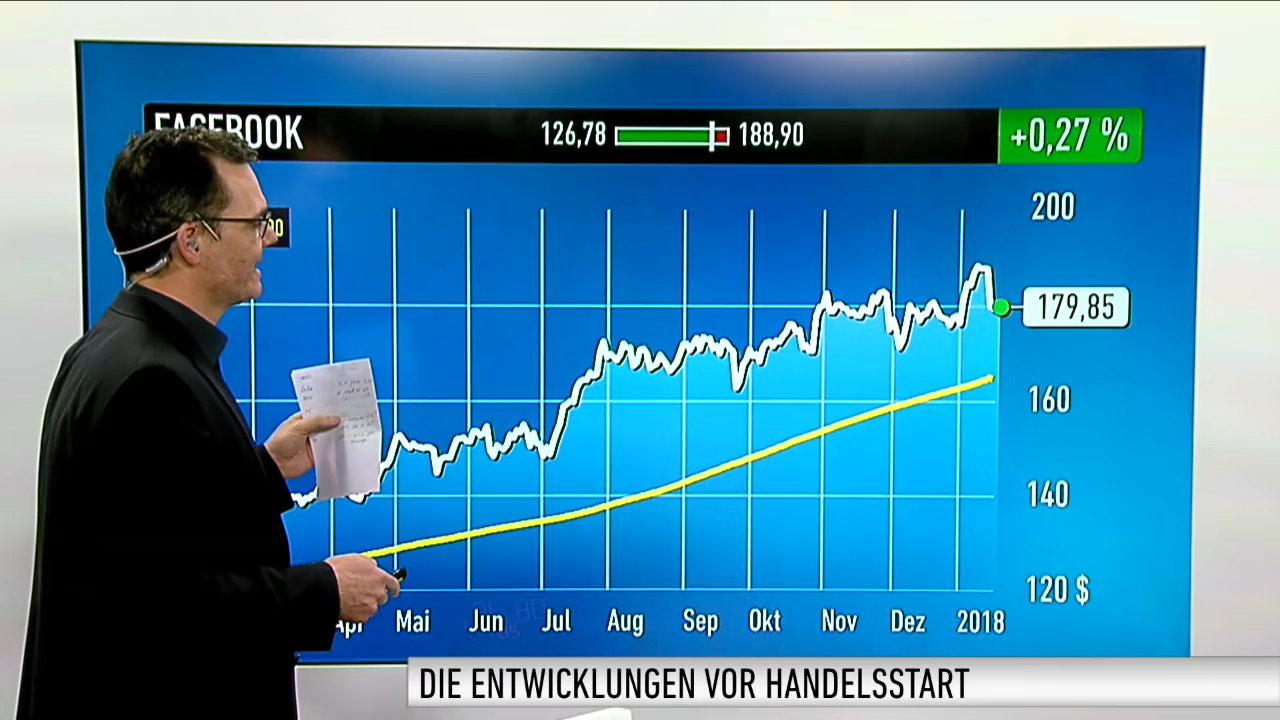 FACEBOOK
126,78
188,90
+0,27 %
200
179,85
160
140
120 $
Apr Mai Jun Jul Aug Sep Okt Nov Dez 2018
DIE ENTWICKLUNGEN VOR HANDELSSTART